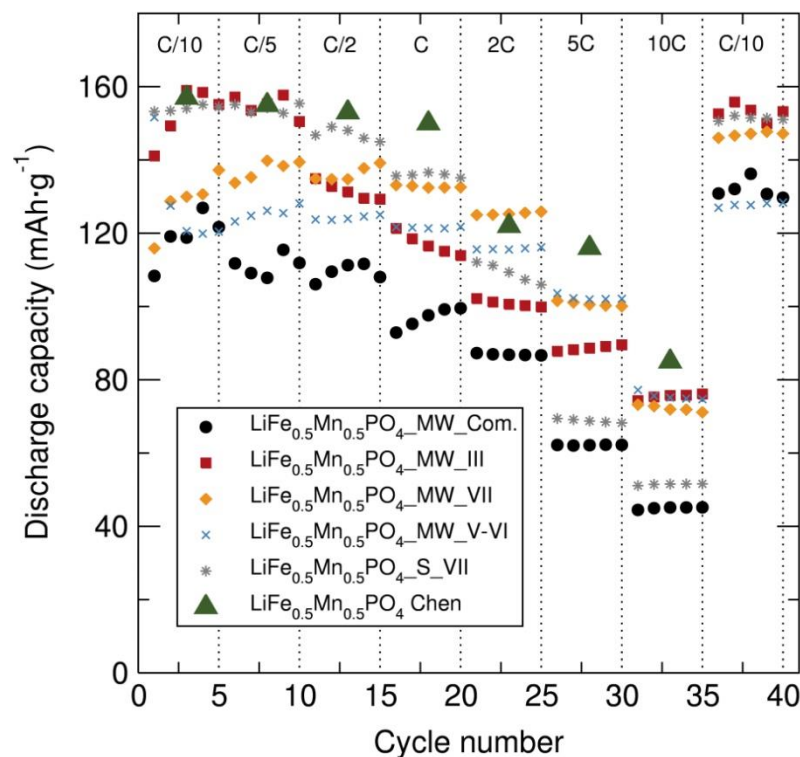 C/10 C/5 C/2 C 2C 5C 10C C/10
160
120
80
40
0
Discharge capacity (mAh·g⁻¹)
LiFe₀.₅Mn₀.₅PO₄_MW_Com.
LiFe₀.₅Mn₀.₅PO₄_MW_III
LiFe₀.₅Mn₀.₅PO₄_MW_VII
LiFe₀.₅Mn₀.₅PO₄_MW_V-VI
LiFe₀.₅Mn₀.₅PO₄_S_VII
LiFe₀.₅Mn₀.₅PO₄ Chen
0 5 10 15 20 25 30 35 40
Cycle number